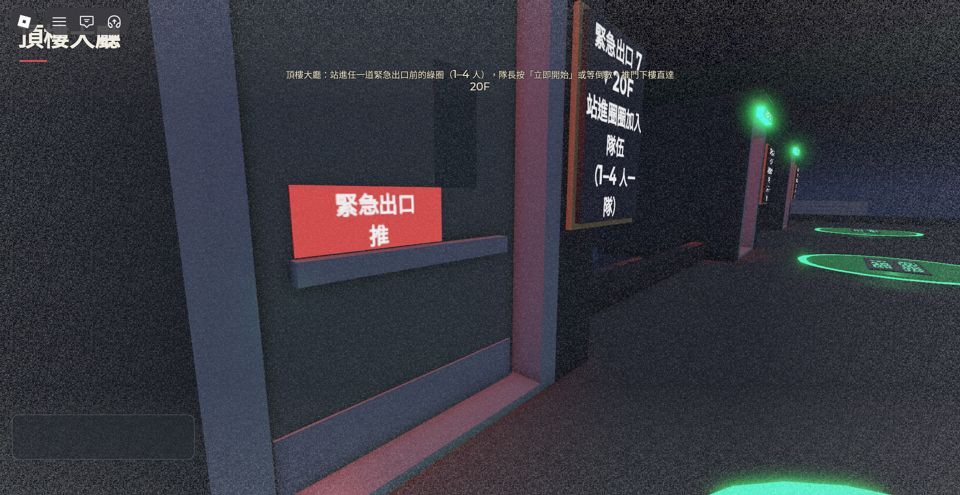 頂樓大廳
頂樓大廳：站進任一道緊急出口前的綠圈（1–4 人），隊長按「立即開始」或等倒數，推門下樓直達
20F
緊急出口 7
20F
站進圈圈加入
隊伍
（1–4 人一
隊）
緊急出口
推